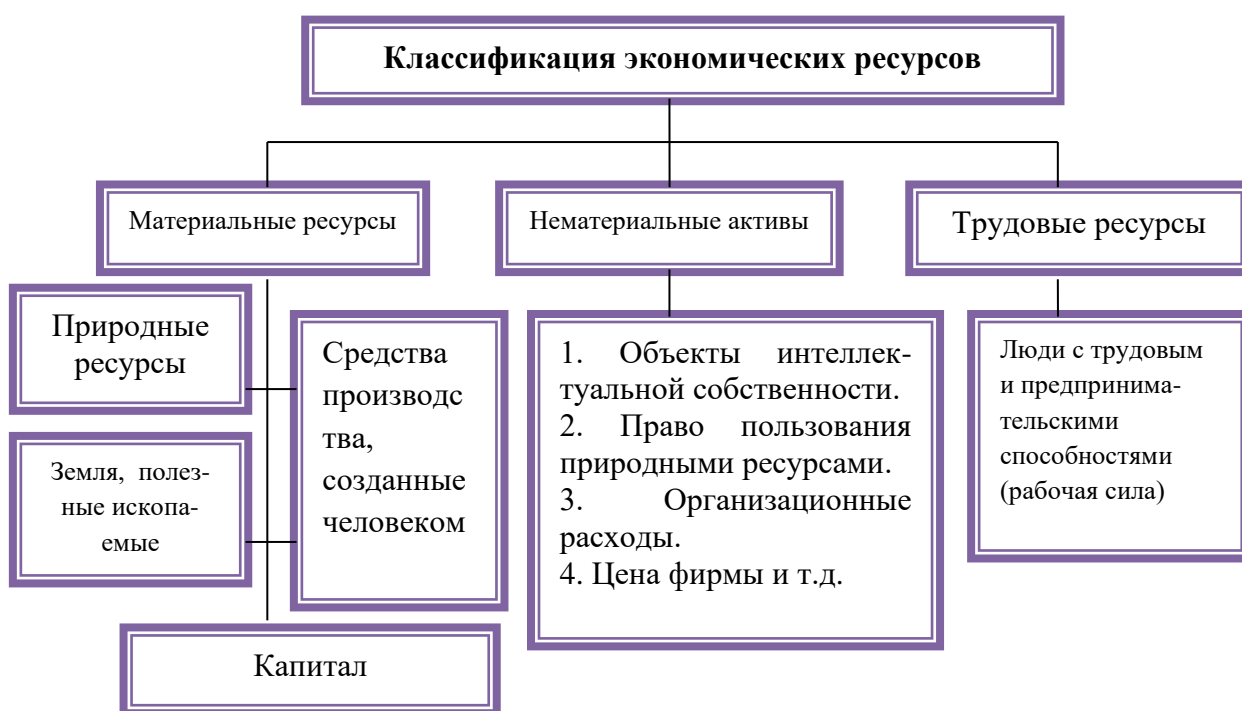 Классификация экономических ресурсов
Материальные ресурсы
Нематериальные активы
Трудовые ресурсы
Природные
ресурсы
Средства
производс
тва,
созданные
человеком
Земля, полез-
ные ископа-
емые
Капитал
1. Объекты интеллек-
туальной собственности.
2. Право пользования
природными ресурсами.
3. Организационные
расходы.
4. Цена фирмы и т.д.
Люди с трудовым
и предпринима-
тельскими
способностями
(рабочая сила)